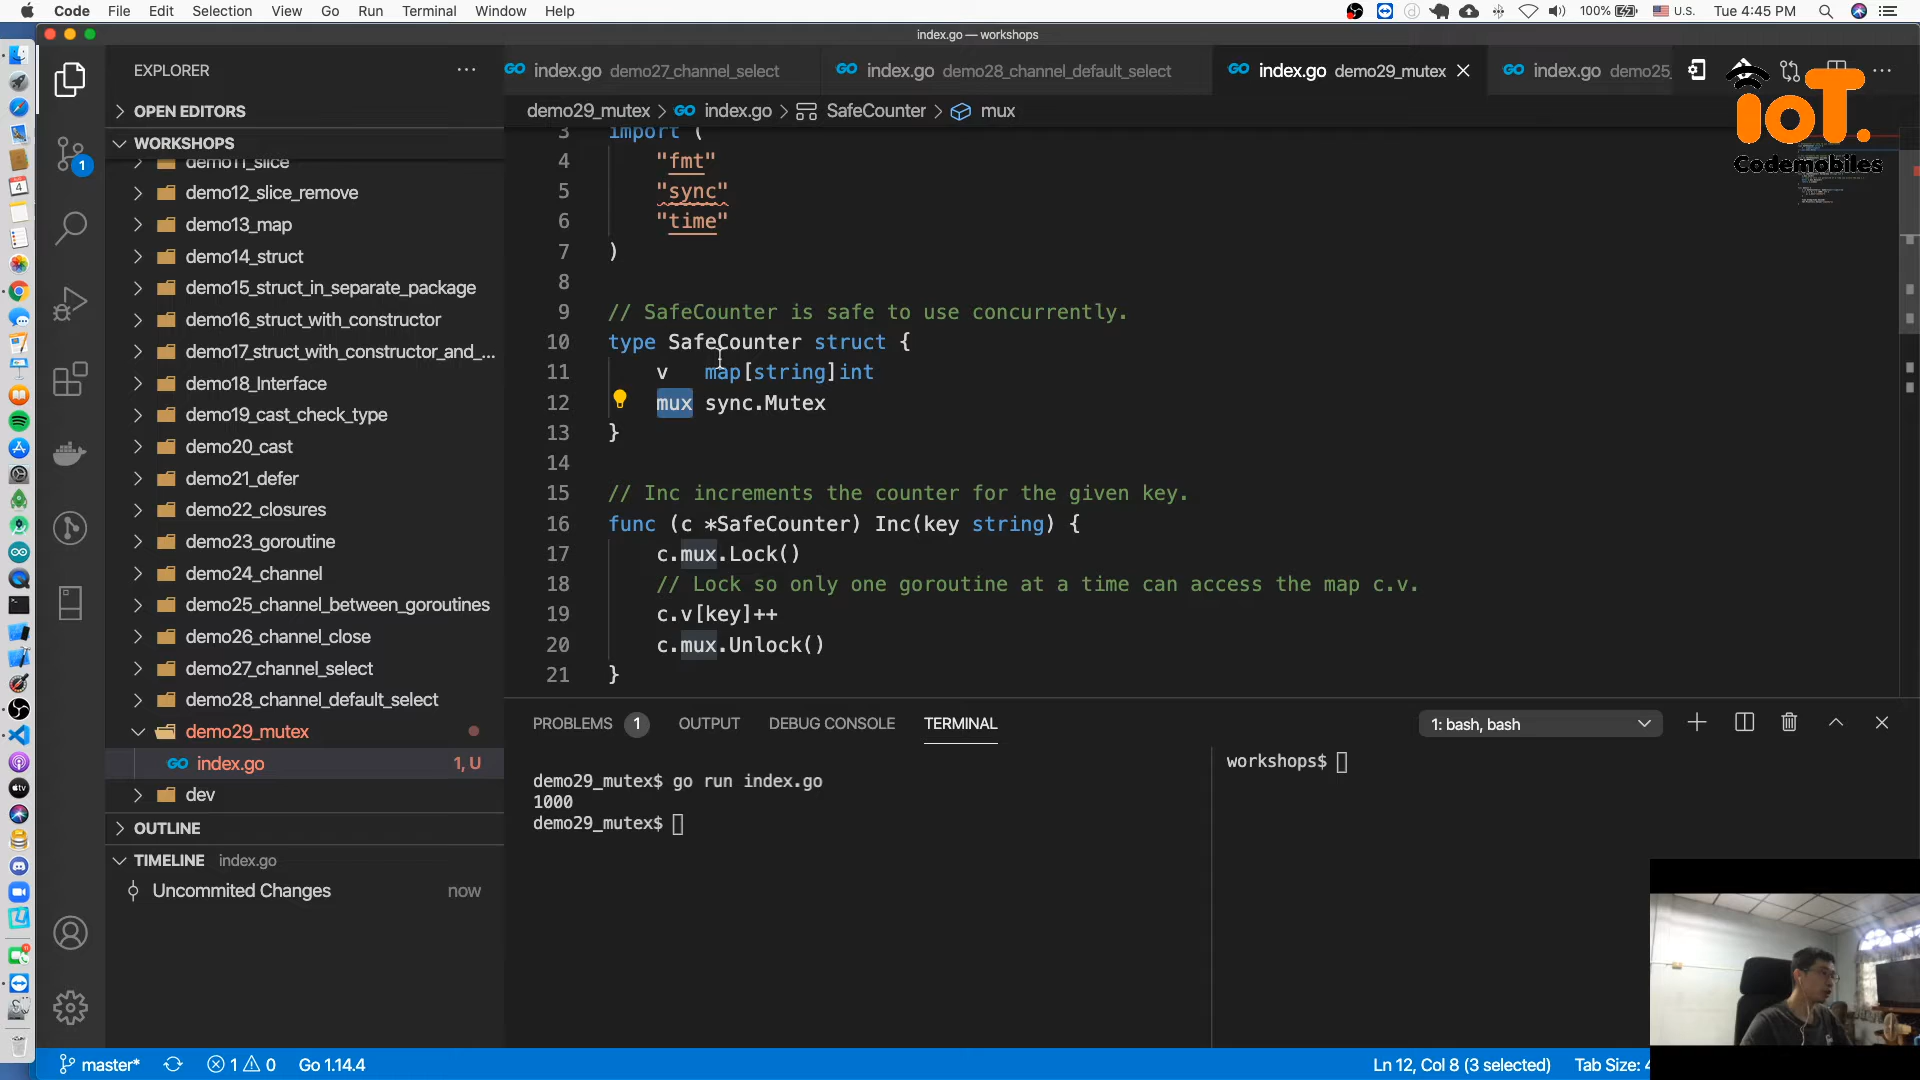 Code File Edit Selection View Go Run Terminal Window Help
100% U.S. Tue 4:45 PM
index.go — workshops
EXPLORER
index.go demo27_channel_select
index.go demo28_channel_default_select
index.go demo29_mutex
index.go demo25_
demo29_mutex > index.go > SafeCounter > mux
OPEN EDITORS
WORKSHOPS
demo11_slice
demo12_slice_remove
demo13_map
demo14_struct
demo15_struct_in_separate_package
demo16_struct_with_constructor
demo17_struct_with_constructor_and_...
demo18_Interface
demo19_cast_check_type
demo20_cast
demo21_defer
demo22_closures
demo23_goroutine
demo24_channel
demo25_channel_between_goroutines
demo26_channel_close
demo27_channel_select
demo28_channel_default_select
demo29_mutex
index.go 1, U
dev
OUTLINE
TIMELINE index.go
Uncommited Changes now
3 import (
4 "fmt"
5 "sync"
6 "time"
7 )
8
9 // SafeCounter is safe to use concurrently.
10 type SafeCounter struct {
11 v map[string]int
12 mux sync.Mutex
13 }
14
15 // Inc increments the counter for the given key.
16 func (c *SafeCounter) Inc(key string) {
17 c.mux.Lock()
18 // Lock so only one goroutine at a time can access the map c.v.
19 c.v[key]++
20 c.mux.Unlock()
21 }
PROBLEMS 1 OUTPUT DEBUG CONSOLE TERMINAL
1: bash, bash
demo29_mutex$ go run index.go
1000
demo29_mutex$
workshops$
ioT.
Codemobiles
master* 1 0 Go 1.14.4
Ln 12, Col 8 (3 selected) Tab Size: 4